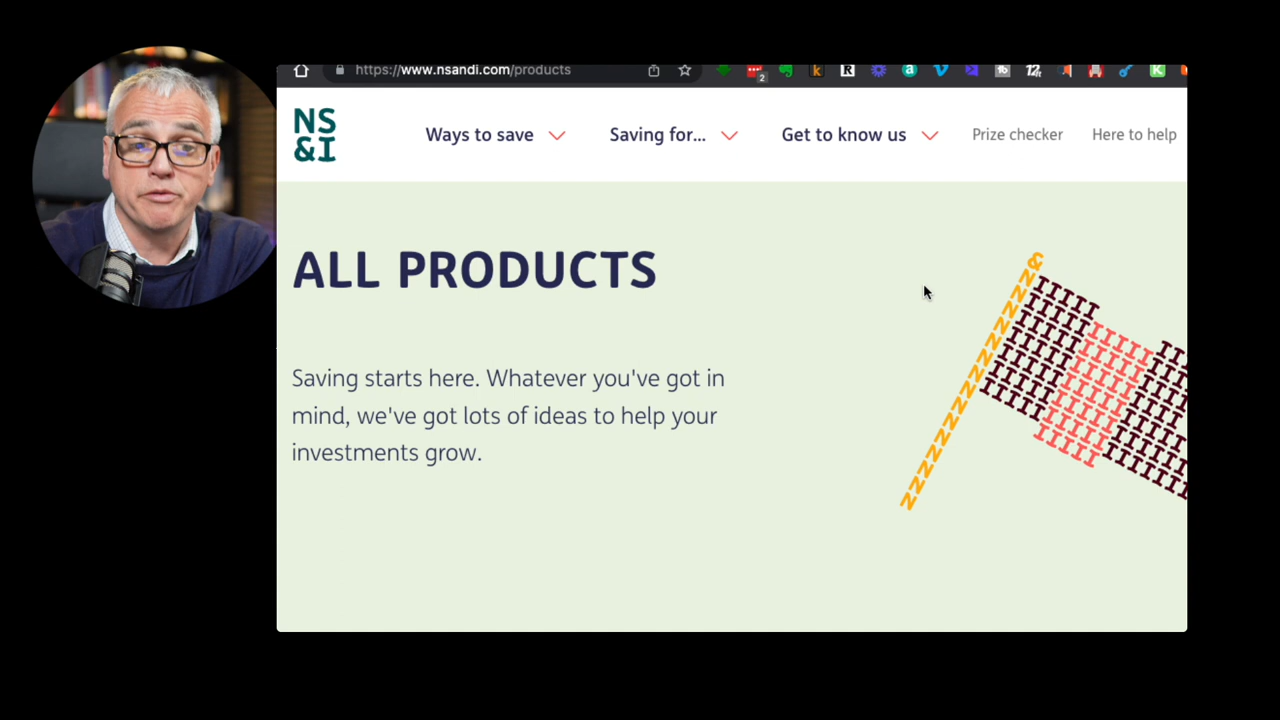 https://www.nsandi.com/products
2
NS
&I
Ways to save
Saving for...
Get to know us
Prize checker
Here to help
ALL PRODUCTS
Saving starts here. Whatever you've got in
mind, we've got lots of ideas to help your
investments grow.